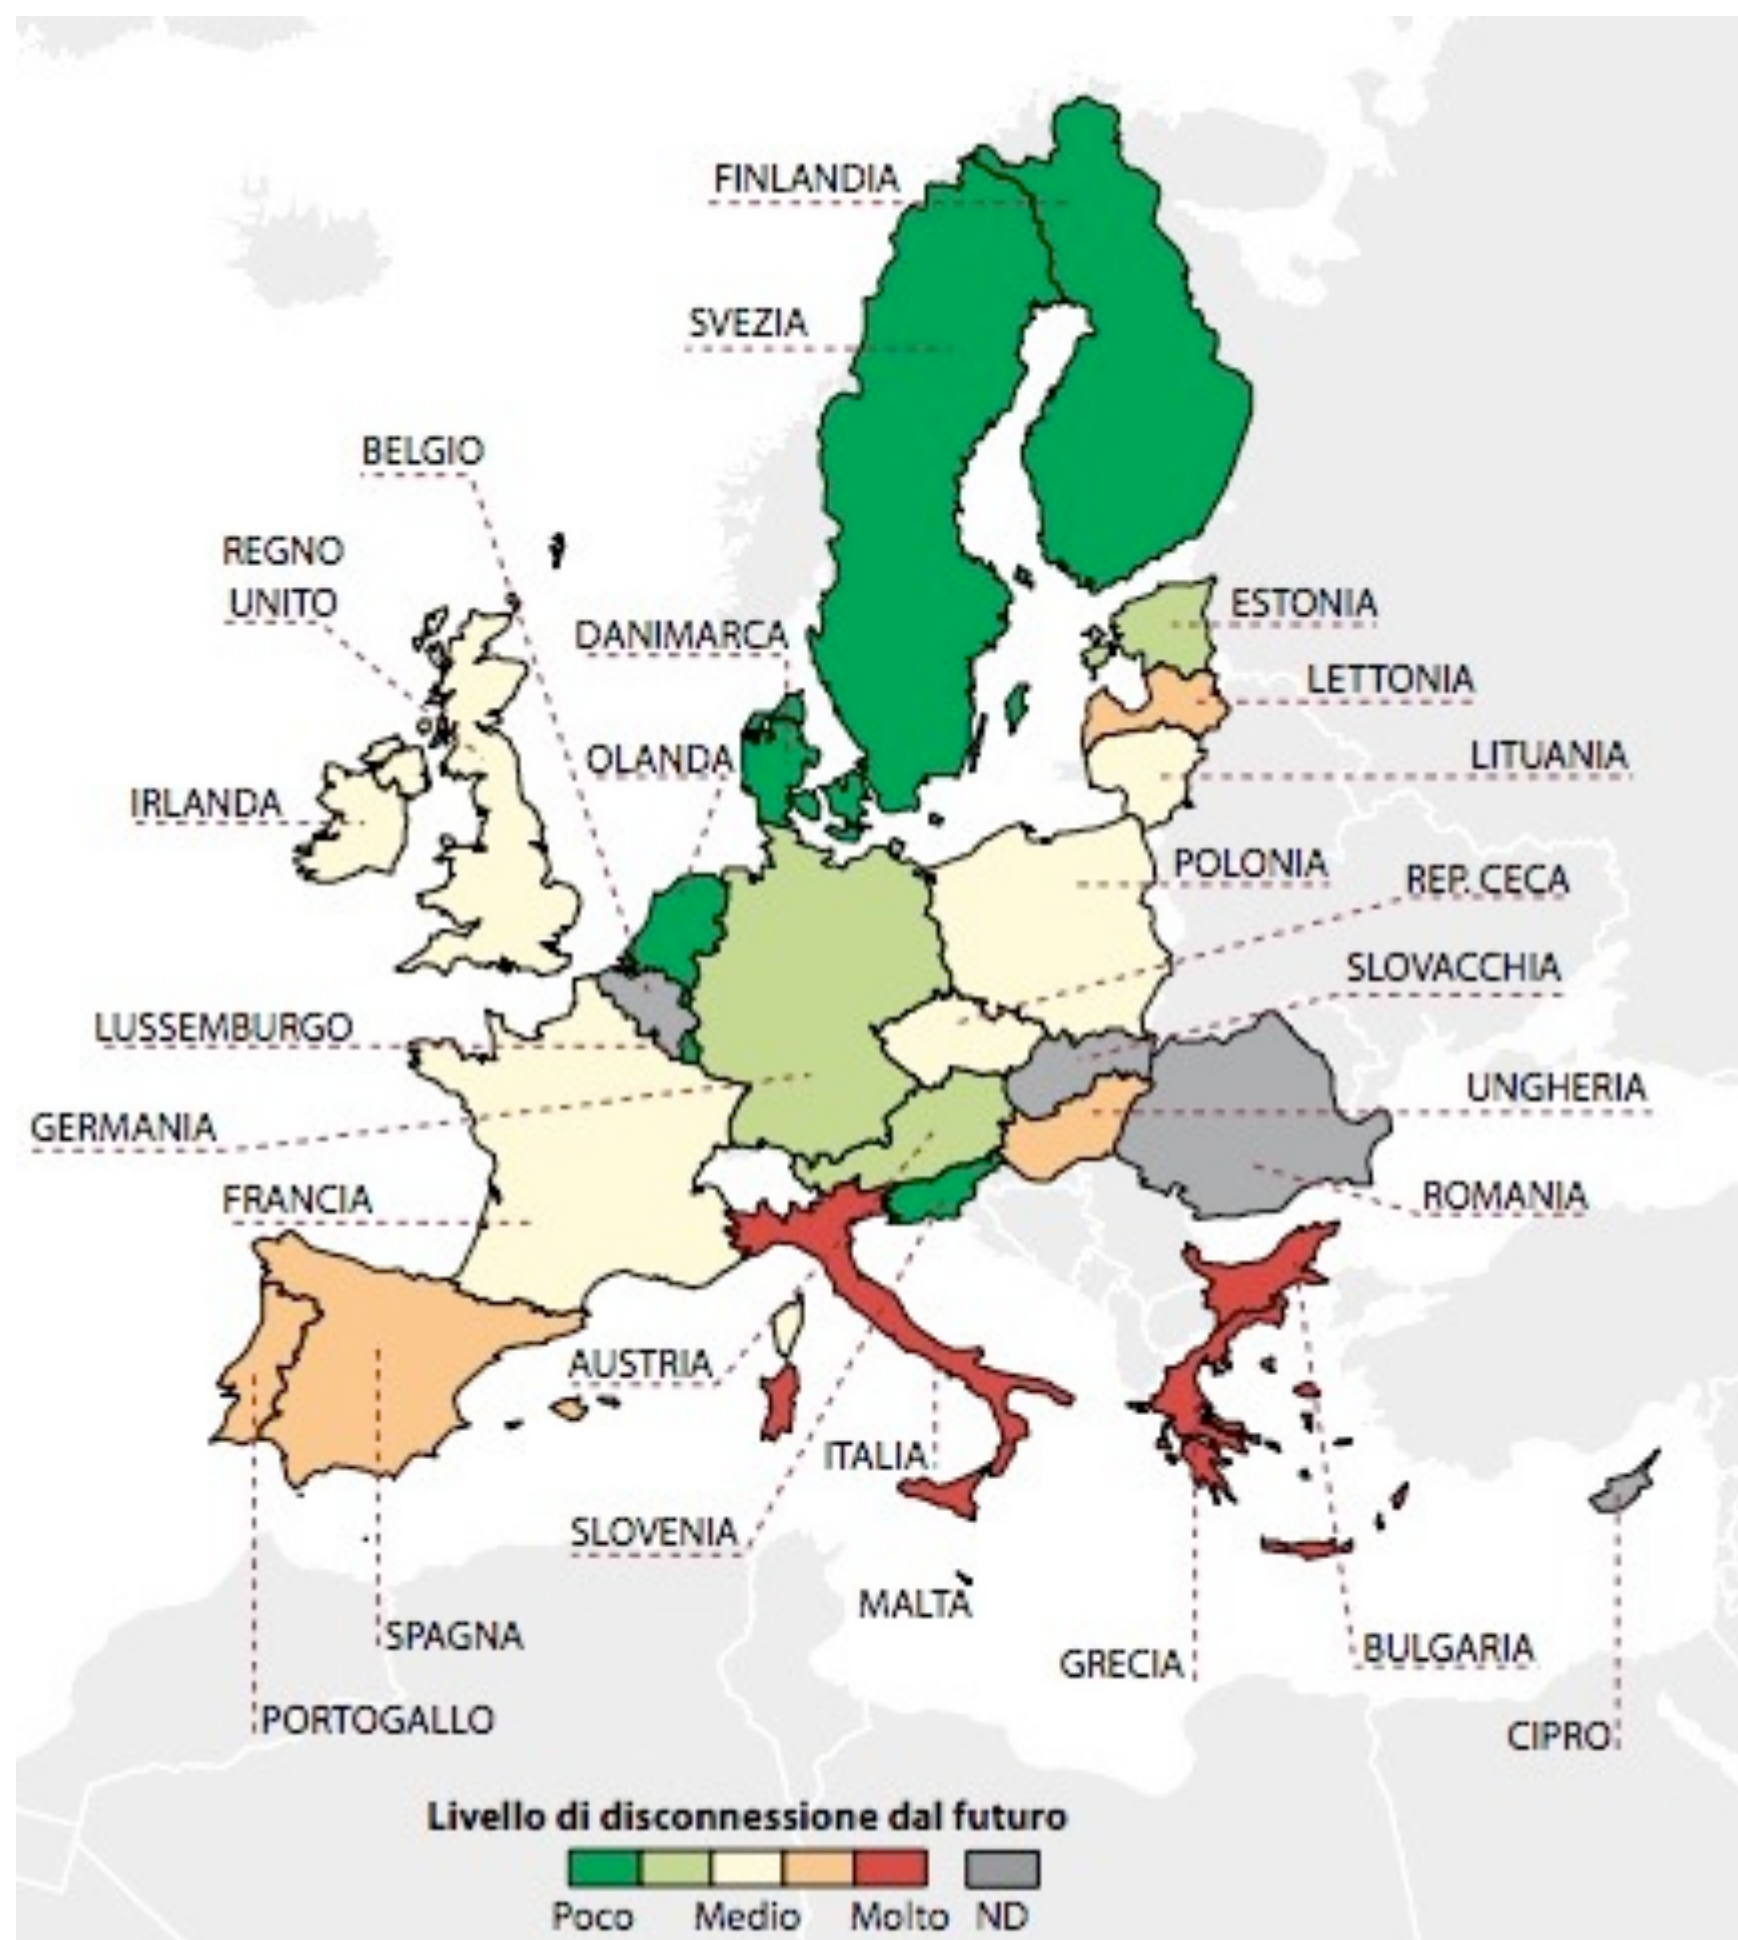 FINLANDIA
SVEZIA
BELGIO
REGNO
UNITO
ESTONIA
DANIMARCA
LETTONIA
OLANDA
LITUANIA
IRLANDA
POLONIA
REP. CECA
SLOVACCHIA
LUSSEMBURGO
UNGHERIA
GERMANIA
ROMANIA
FRANCIA
AUSTRIA
ITALIA
SLOVENIA
MALTA
SPAGNA
BULGARIA
GRECIA
PORTOGALLO
CIPRO
Livello di disconnessione dal futuro
Poco Medio Molto ND